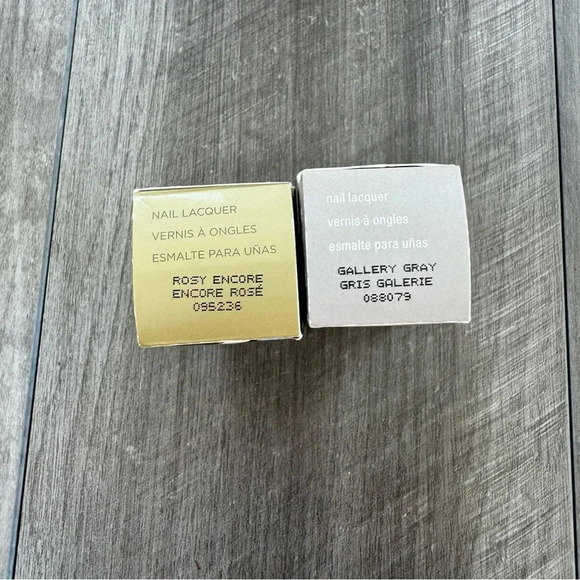 NAIL LACQUER
VERNIS À ONGLES
ESMALTE PARA UÑAS
ROSY ENCORE
ENCORE ROSÉ
095236
nail lacquer
vernis à ongles
esmalte para uñas
GALLERY GRAY
GRIS GALERIE
088079